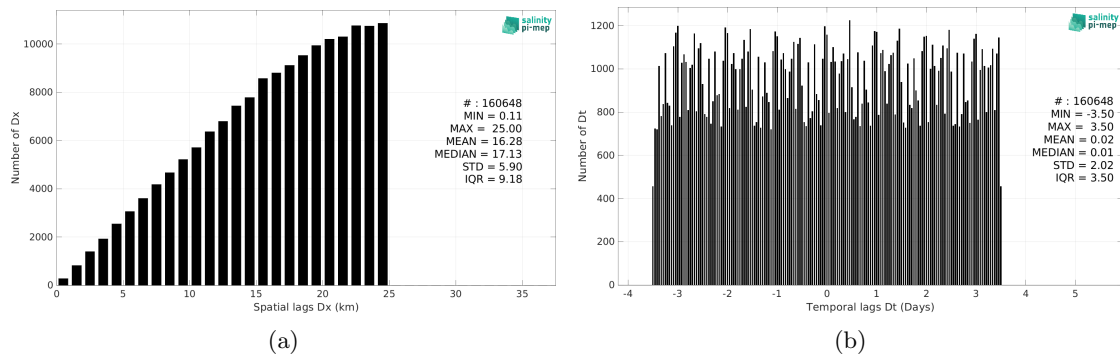 salinity
pi-mep
# : 160648
MIN = 0.11
MAX = 25.00
MEAN = 16.28
MEDIAN = 17.13
STD = 5.90
IQR = 9.18
Number of Dx
10000
8000
6000
4000
2000
0
0 5 10 15 20 25 30 35
Spatial lags Dx (km)
(a)
salinity
pi-mep
# : 160648
MIN = -3.50
MAX = 3.50
MEAN = 0.02
MEDIAN = 0.01
STD = 2.02
IQR = 3.50
Number of Dt
1200
1000
800
600
400
200
0
-4 -3 -2 -1 0 1 2 3 4 5
Temporal lags Dt (Days)
(b)